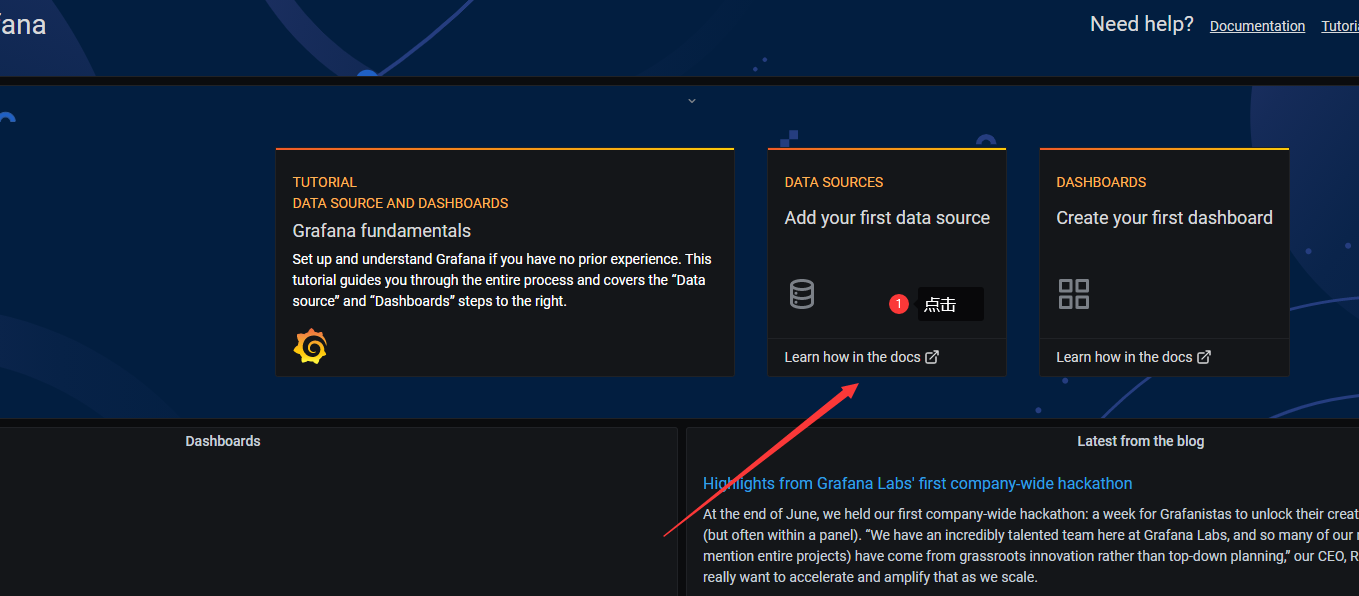 ana
Need help?
Documentation
Tutoria
TUTORIAL
DATA SOURCE AND DASHBOARDS
Grafana fundamentals
Set up and understand Grafana if you have no prior experience. This
tutorial guides you through the entire process and covers the “Data
source” and “Dashboards” steps to the right.
DATA SOURCES
Add your first data source
1
点击
Learn how in the docs
DASHBOARDS
Create your first dashboard
Learn how in the docs
Dashboards
Latest from the blog
Highlights from Grafana Labs' first company-wide hackathon
At the end of June, we held our first company-wide hackathon: a week for Grafanistas to unlock their creat
(but often within a panel). “We have an incredibly talented team here at Grafana Labs, and so many of our
mention entire projects) have come from grassroots innovation rather than top-down planning,” our CEO, R
really want to accelerate and amplify that as we scale.